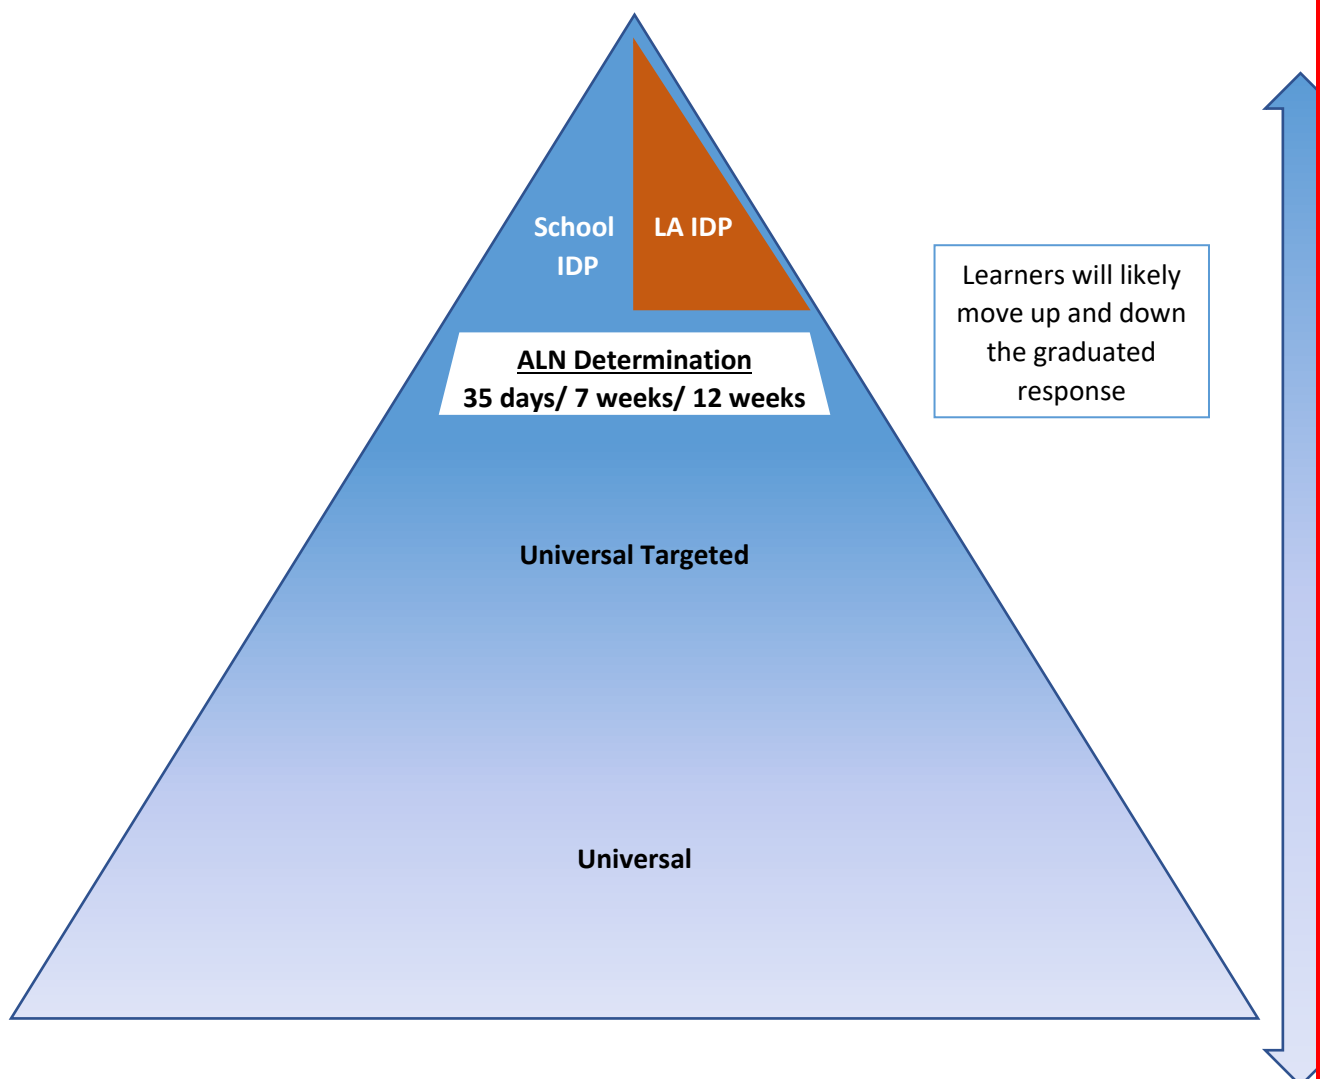 School
IDP
LA IDP
Learners will likely
move up and down
the graduated
response
ALN Determination
35 days/ 7 weeks/ 12 weeks
Universal Targeted
Universal